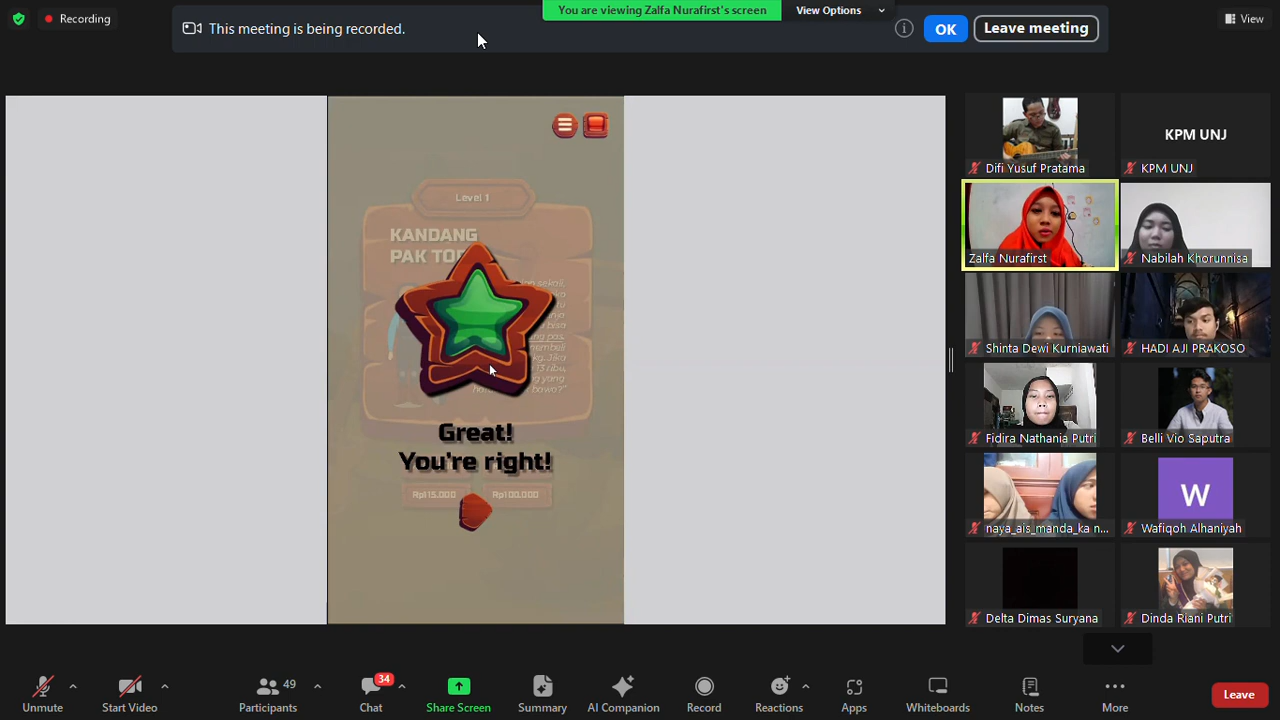 Recording
This meeting is being recorded.
You are viewing Zalfa Nurafirst's screen
View Options
OK
Leave meeting
View
Level 1
KANDANG
PAK TO
Great!
You're right!
Rp115.000
Rp100.000
Difi Yusuf Pratama
KPM UNJ
KPM UNJ
Zalfa Nurafirst
Nabilah Khorunnisa
Shinta Dewi Kurniawati
HADI AJI PRAKOSO
Fidira Nathania Putri
Belli Vio Saputra
naya_ais_manda_ka n...
W
Wafiqoh Alhaniyah
Delta Dimas Suryana
Dinda Riani Putri
Unmute
Start Video
49
Participants
34
Chat
Share Screen
Summary
AI Companion
Record
Reactions
Apps
Whiteboards
Notes
More
Leave